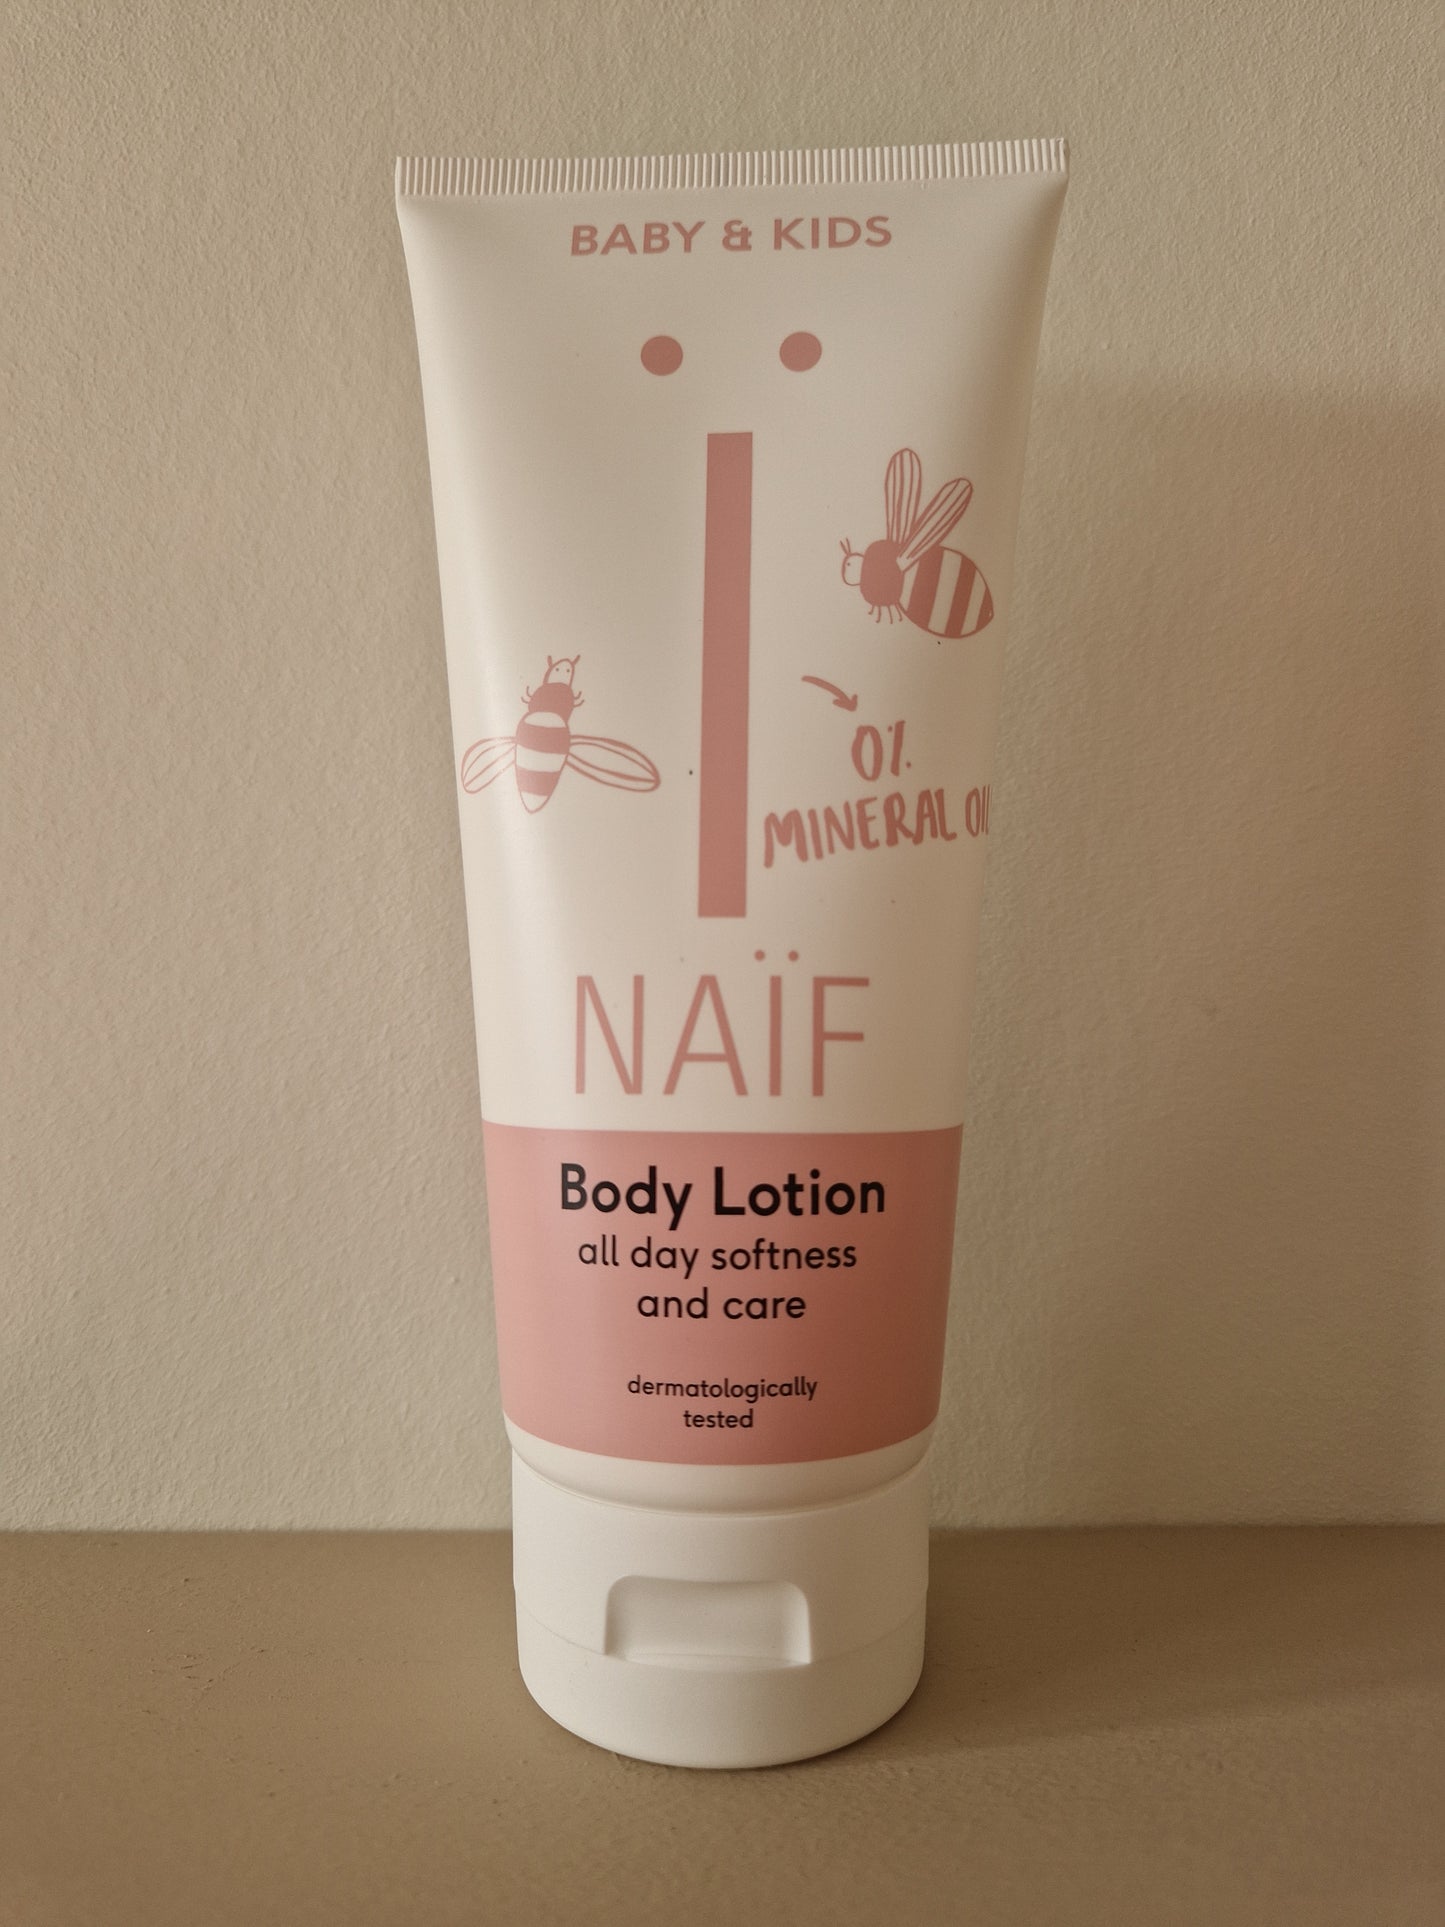 BABY & KIDS
0%
MINERAL OIL
NAÏF
Body Lotion
all day softness
and care
dermatologically
tested